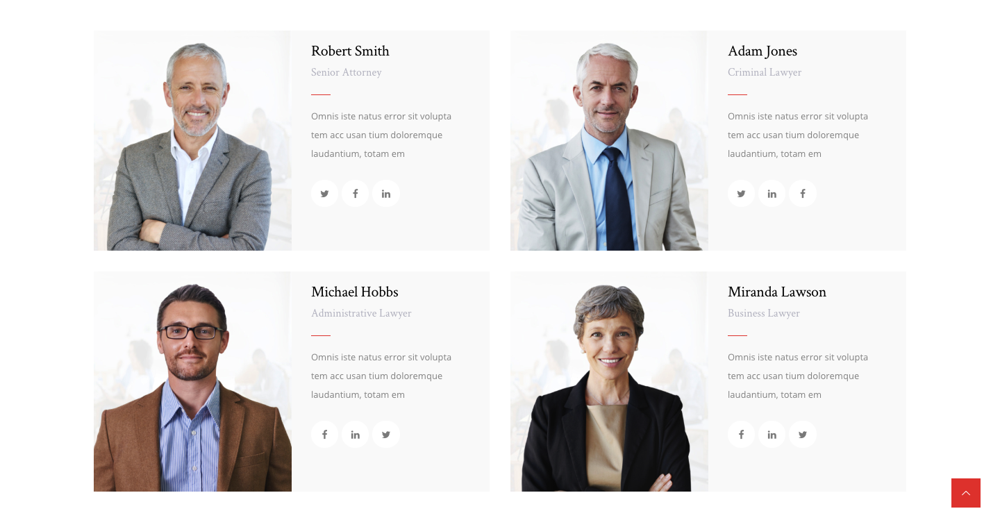 Robert Smith
Senior Attorney
Omnis iste natus error sit volupta
tem acc usan tium doloremque
laudantium, totam em
Adam Jones
Criminal Lawyer
Omnis iste natus error sit volupta
tem acc usan tium doloremque
laudantium, totam em
Michael Hobbs
Administrative Lawyer
Omnis iste natus error sit volupta
tem acc usan tium doloremque
laudantium, totam em
Miranda Lawson
Business Lawyer
Omnis iste natus error sit volupta
tem acc usan tium doloremque
laudantium, totam em